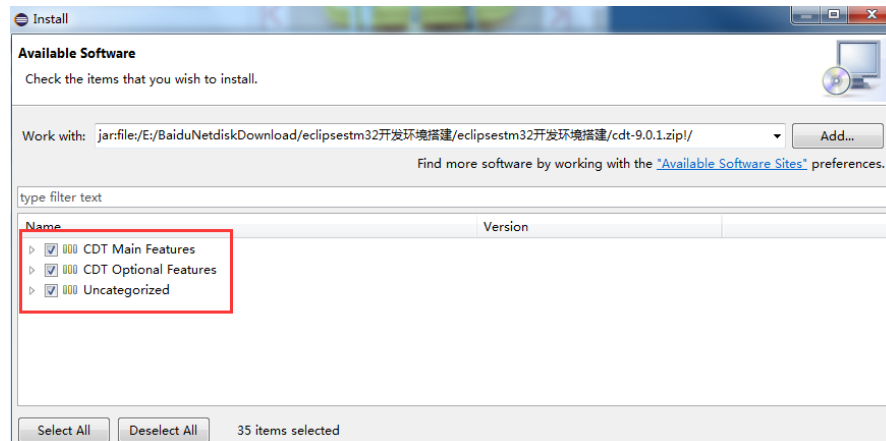 Install
Available Software
Check the items that you wish to install.
Work with: jar:file:/E:/BaiduNetdiskDownload/eclipsestm32开发环境搭建/eclipsestm32开发环境搭建/cdt-9.0.1.zip!/ Add...
Find more software by working with the "Available Software Sites" preferences.
type filter text
Name Version
CDT Main Features
CDT Optional Features
Uncategorized
Select All Deselect All 35 items selected